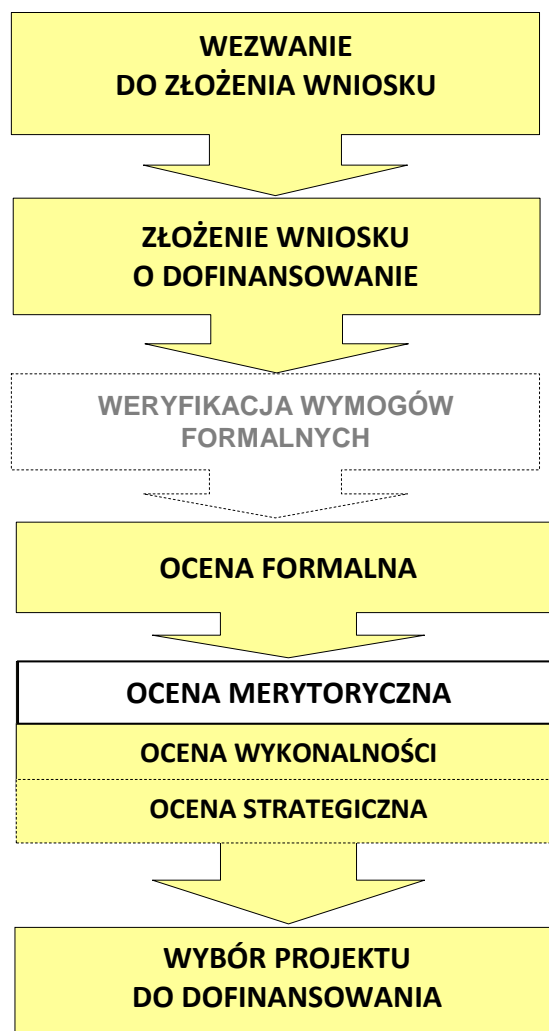 WEZWANIE
DO ZŁOŻENIA WNIOSKU
ZŁOŻENIE WNIOSKU
O DOFINANSOWANIE
WERYFIKACJA WYMOGÓW
FORMALNYCH
OCENA FORMALNA
OCENA MERYTORYCZNA
OCENA WYKONALNOŚCI
OCENA STRATEGICZNA
WYBÓR PROJEKTU
DO DOFINANSOWANIA